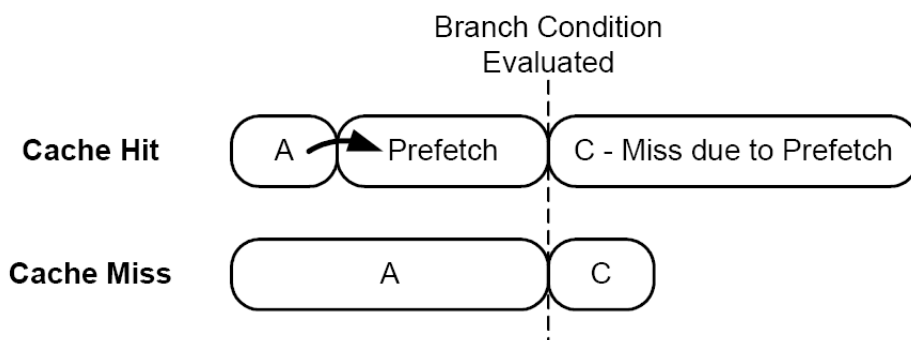 Branch Condition
Evaluated
Cache Hit
A
Prefetch
C - Miss due to Prefetch
Cache Miss
A
C